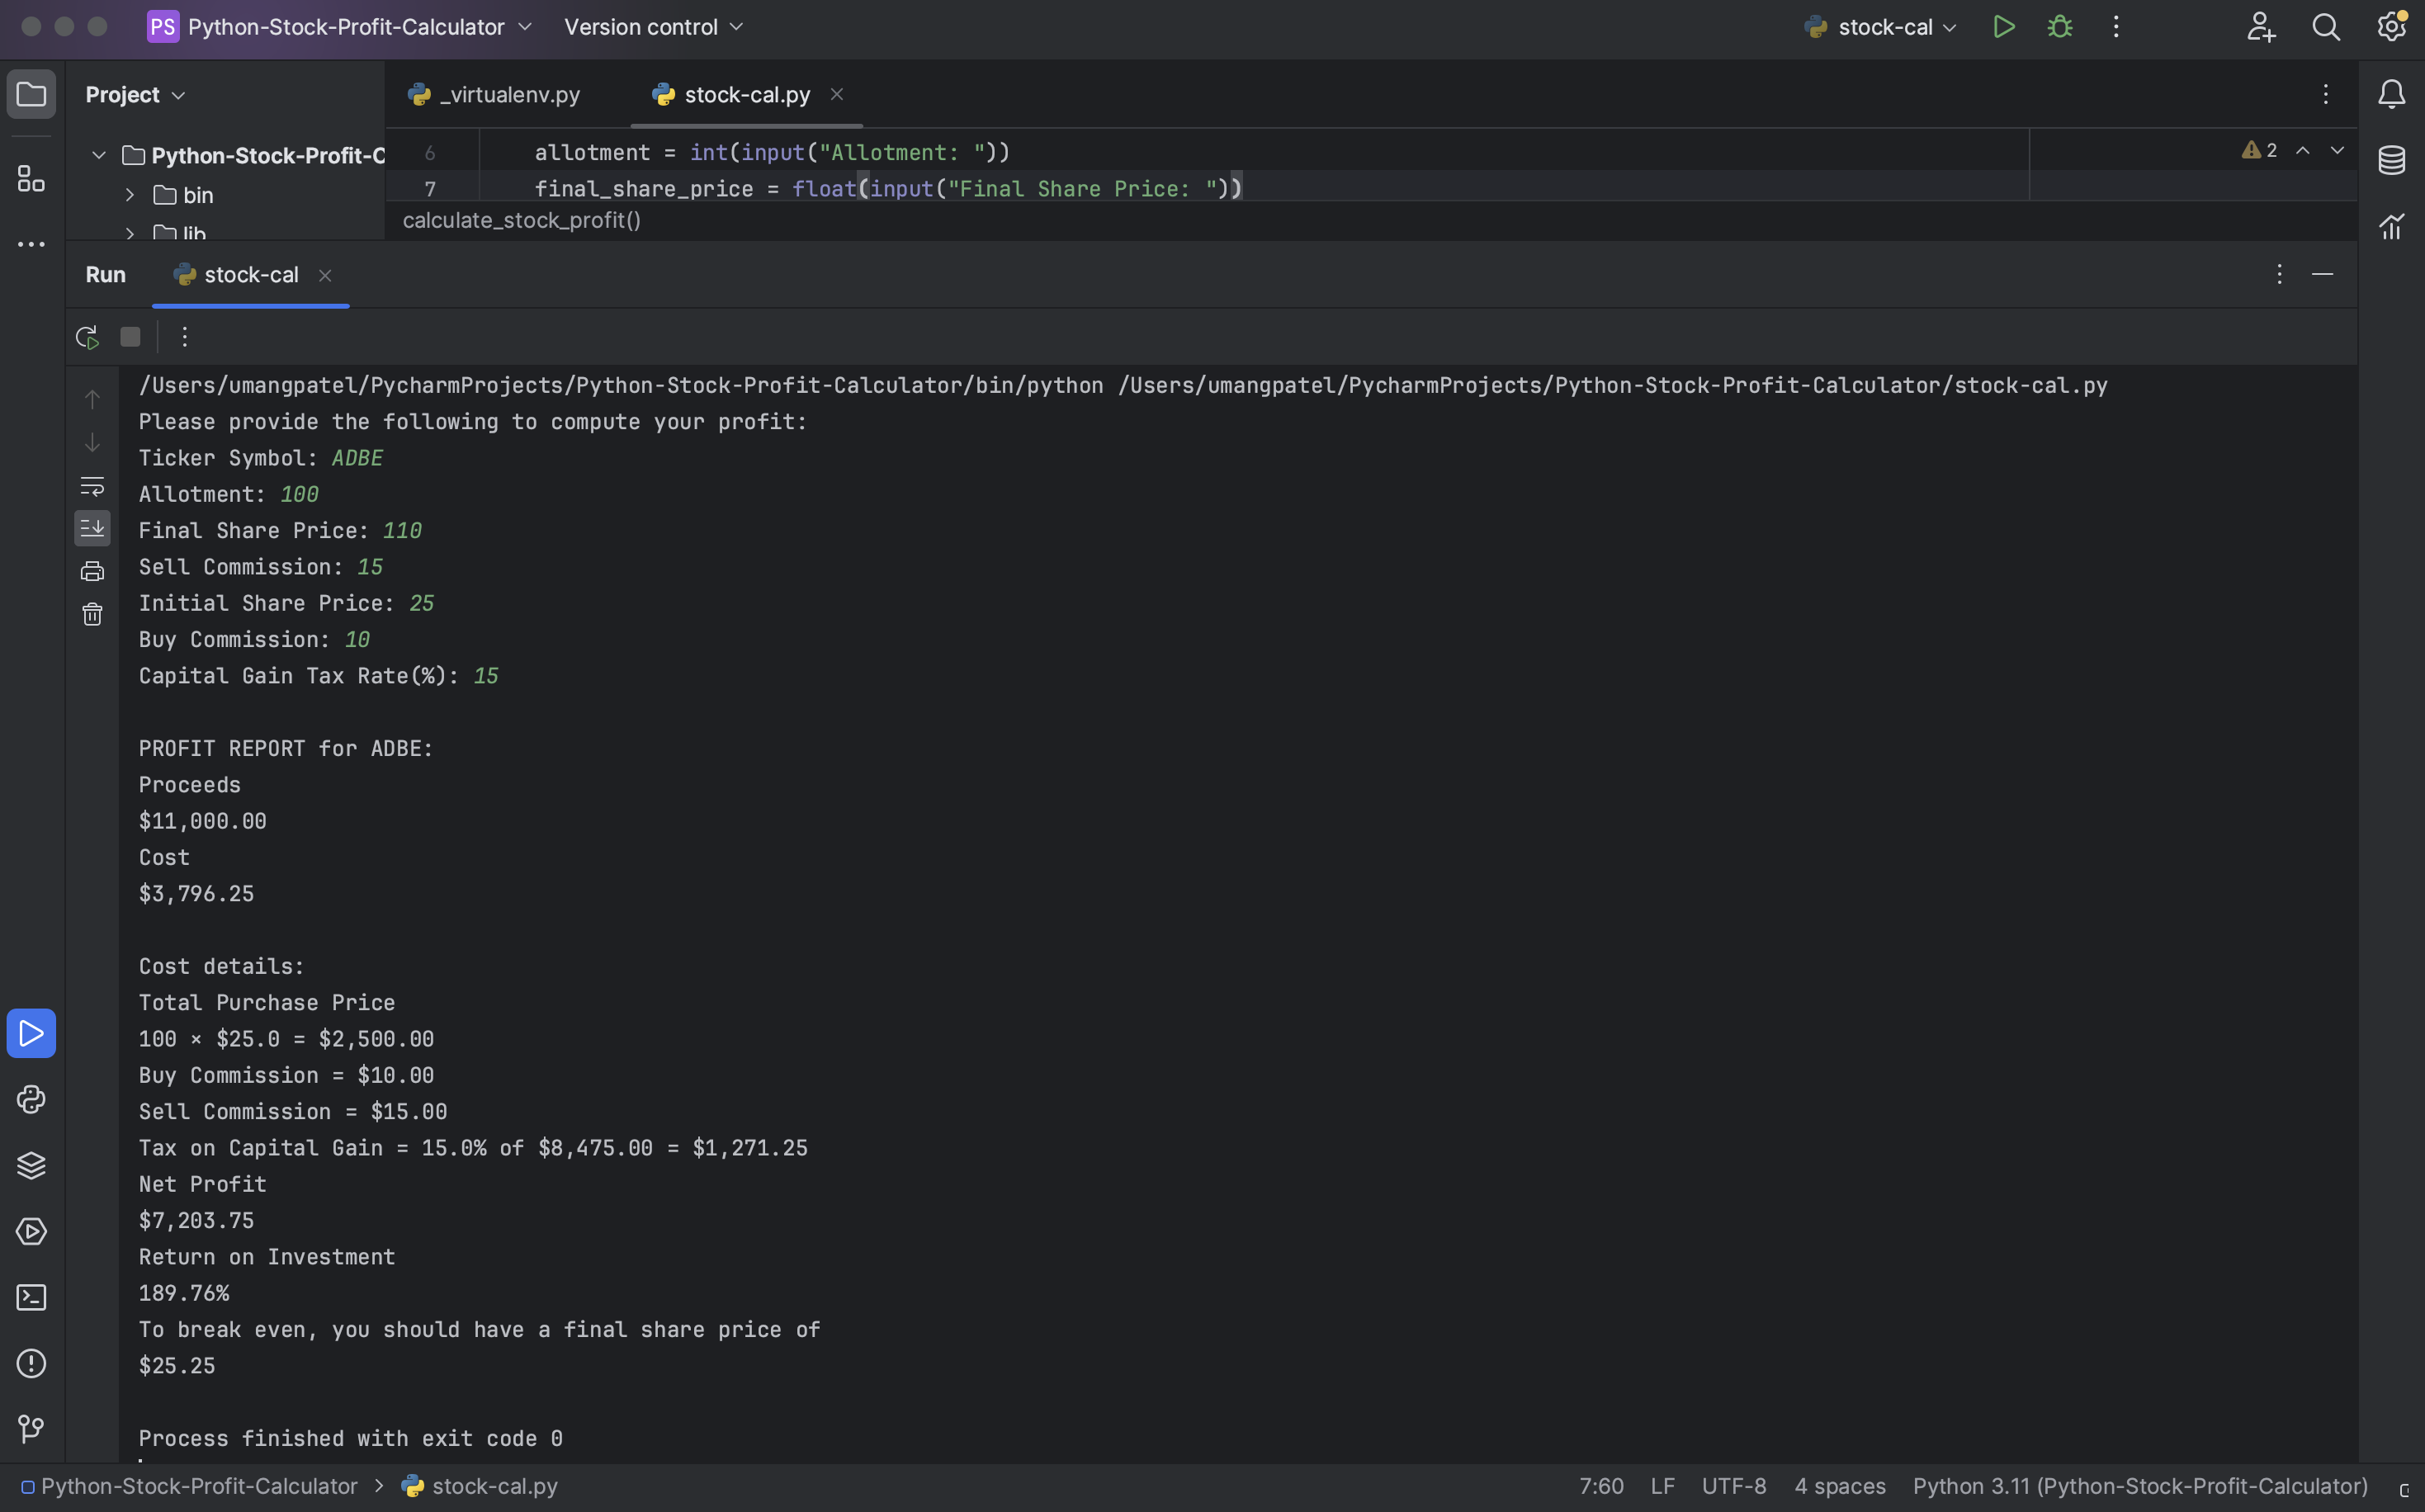 PS Python-Stock-Profit-Calculator Version control stock-cal
Project _virtualenv.py stock-cal.py
Python-Stock-Profit-C
bin
lib
6 allotment = int(input("Allotment: "))
7 final_share_price = float(input("Final Share Price: "))
2
calculate_stock_profit()
Run stock-cal
/Users/umangpatel/PycharmProjects/Python-Stock-Profit-Calculator/bin/python /Users/umangpatel/PycharmProjects/Python-Stock-Profit-Calculator/stock-cal.py
Please provide the following to compute your profit:
Ticker Symbol: ADBE
Allotment: 100
Final Share Price: 110
Sell Commission: 15
Initial Share Price: 25
Buy Commission: 10
Capital Gain Tax Rate(%): 15
PROFIT REPORT for ADBE:
Proceeds
$11,000.00
Cost
$3,796.25
Cost details:
Total Purchase Price
100 × $25.0 = $2,500.00
Buy Commission = $10.00
Sell Commission = $15.00
Tax on Capital Gain = 15.0% of $8,475.00 = $1,271.25
Net Profit
$7,203.75
Return on Investment
189.76%
To break even, you should have a final share price of
$25.25
Process finished with exit code 0
Python-Stock-Profit-Calculator > stock-cal.py 7:60 LF UTF-8 4 spaces Python 3.11 (Python-Stock-Profit-Calculator)